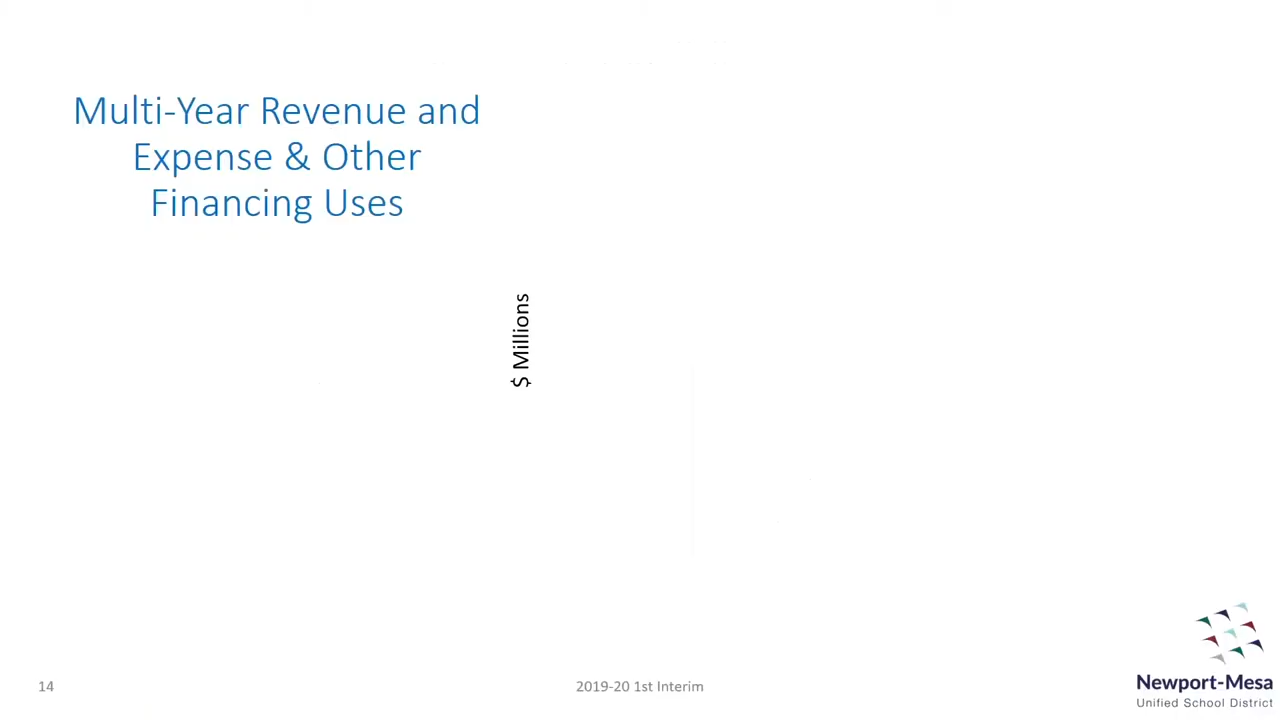 Multi-Year Revenue and
Expense & Other
Financing Uses
$ Millions
14
2019-20 1st Interim
Newport-Mesa
Unified School District